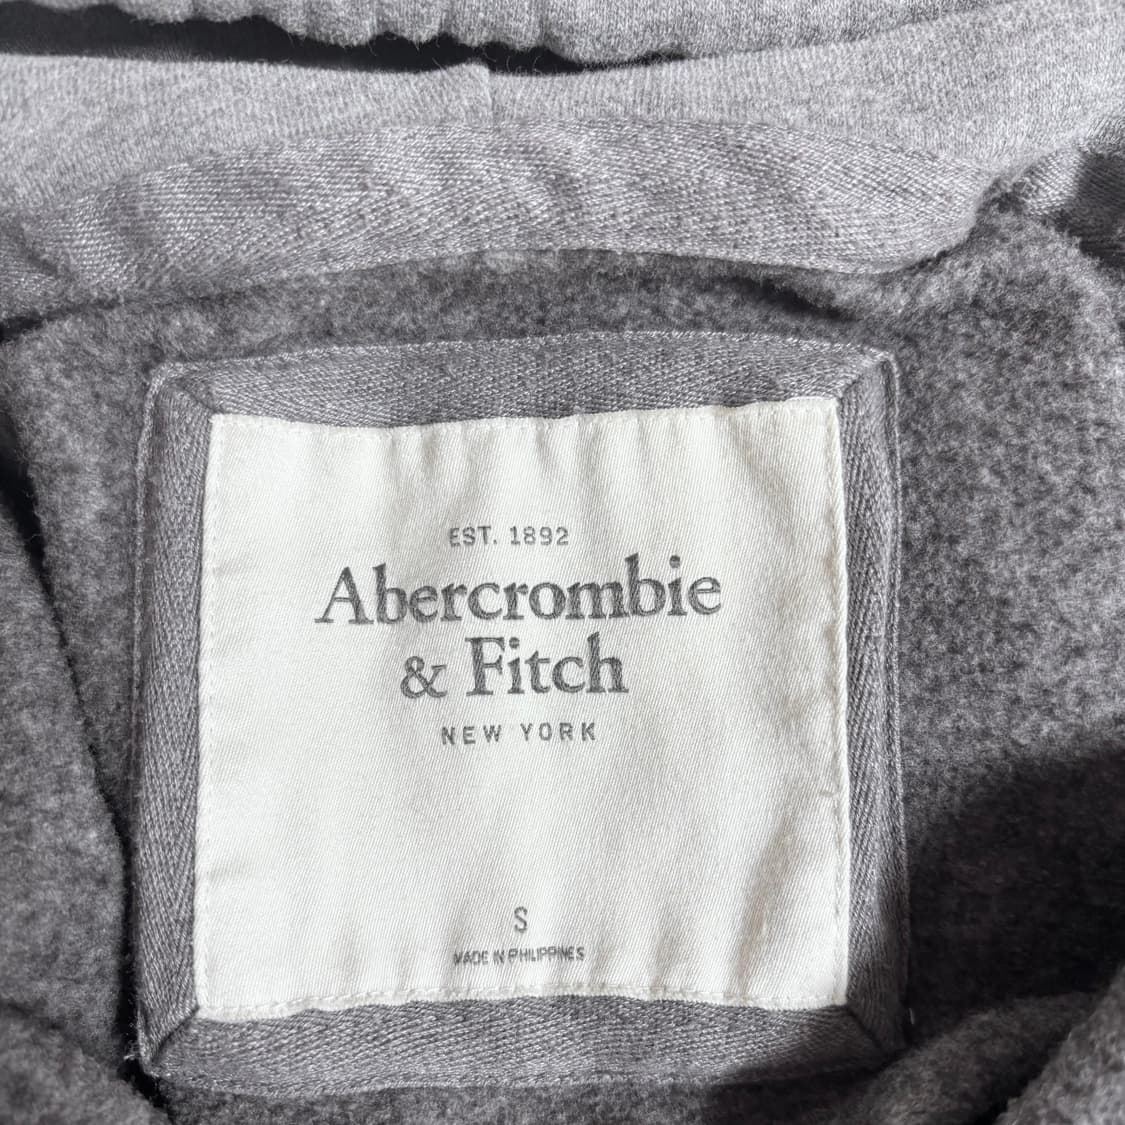 EST. 1892
Abercrombie
& Fitch
NEW YORK
S
MADE IN PHILIPPINES